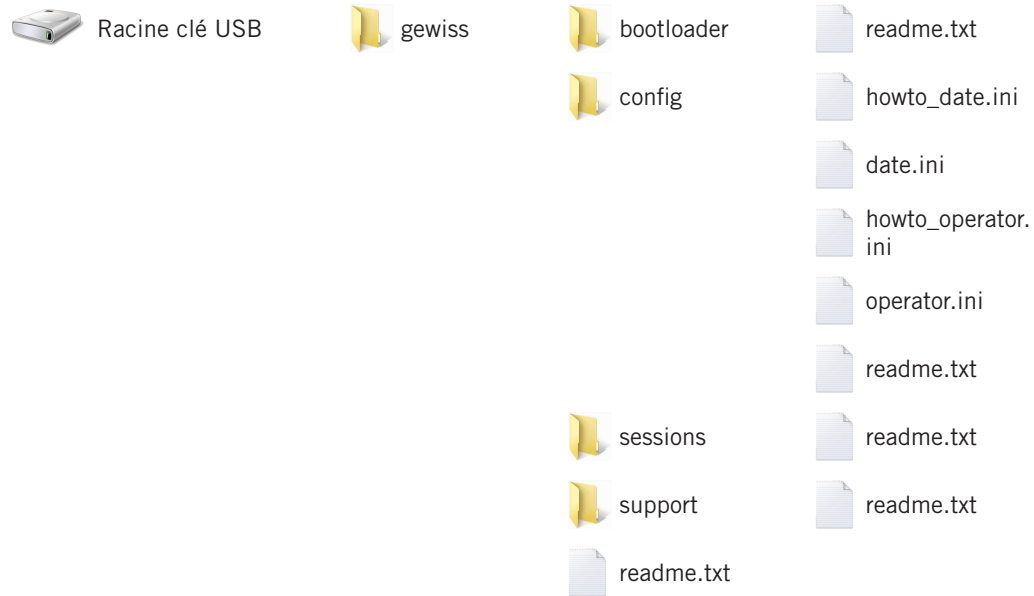 Racine clé USB
gewiss
bootloader
readme.txt
config
howto_date.ini
date.ini
howto_operator.
ini
operator.ini
readme.txt
sessions
readme.txt
support
readme.txt
readme.txt